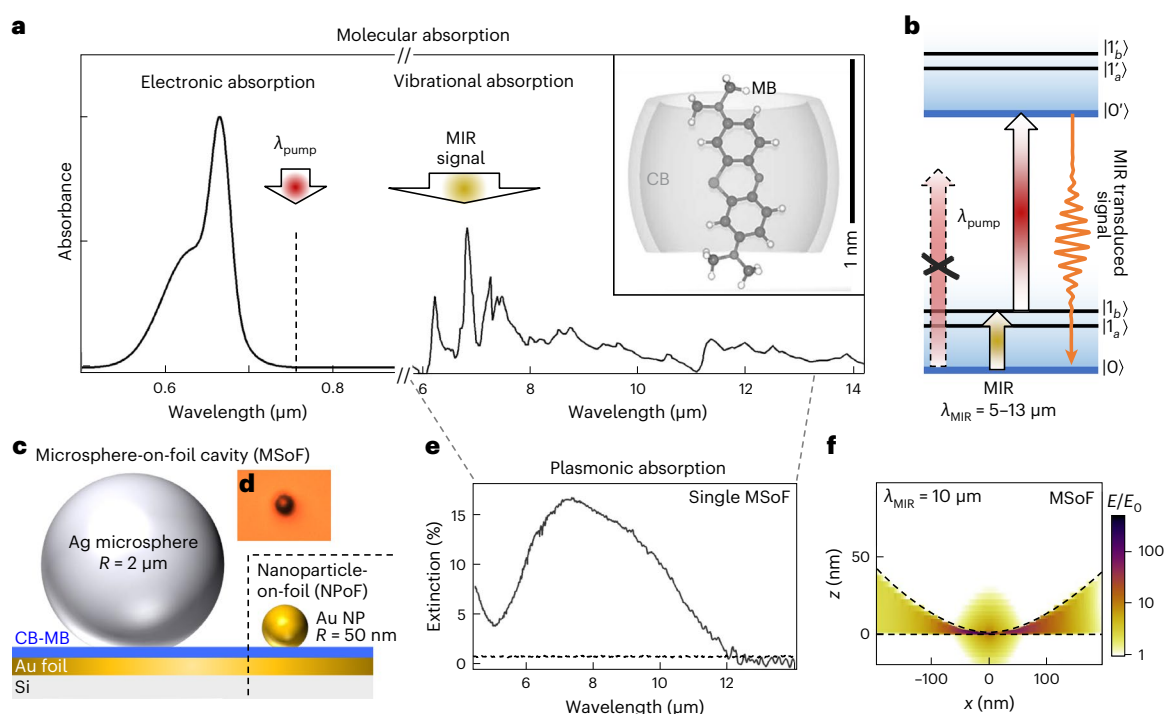 a
Molecular absorption
Electronic absorption
Vibrational absorption
λpump
MIR
signal
MB
CB
1 nm
Absorbance
0.6
0.8
6
8
10
12
14
Wavelength (µm)
Wavelength (µm)
b
|1′b⟩
|1′a⟩
|0′⟩
λpump
MIR transduced
signal
|1b⟩
|1a⟩
|0⟩
MIR
λMIR = 5–13 µm
c
Microsphere-on-foil cavity (MSoF)
d
Ag microsphere
R = 2 µm
Nanoparticle-
on-foil (NPoF)
Au NP
R = 50 nm
CB-MB
Au foil
Si
e
Plasmonic absorption
Single MSoF
Extinction (%)
15
10
5
0
6
8
10
12
14
Wavelength (µm)
f
λMIR = 10 µm
MSoF
E/E0
z (nm)
50
0
100
10
1
−100
0
100
x (nm)